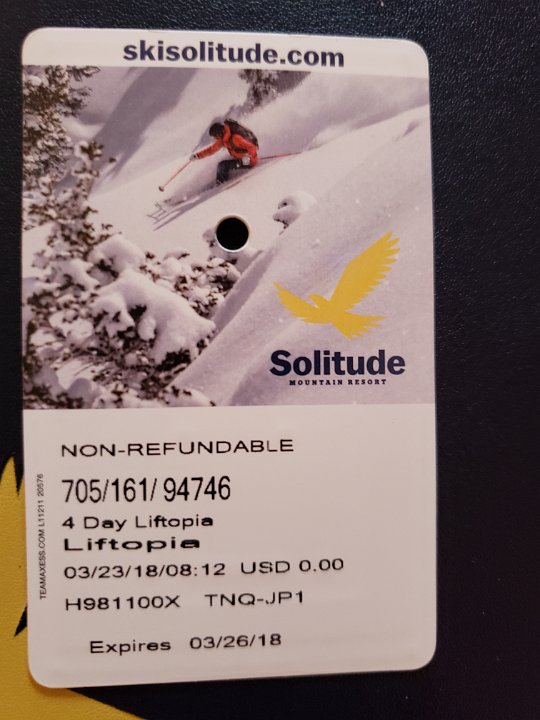 skisolitude.com
Solitude
MOUNTAIN RESORT
NON-REFUNDABLE
705/161/ 94746
4 Day Liftopia
Liftopia
03/23/18/08:12 USD 0.00
H981100X TNQ-JP1
Expires 03/26/18
TEAMAXESS.COM L11211 20576